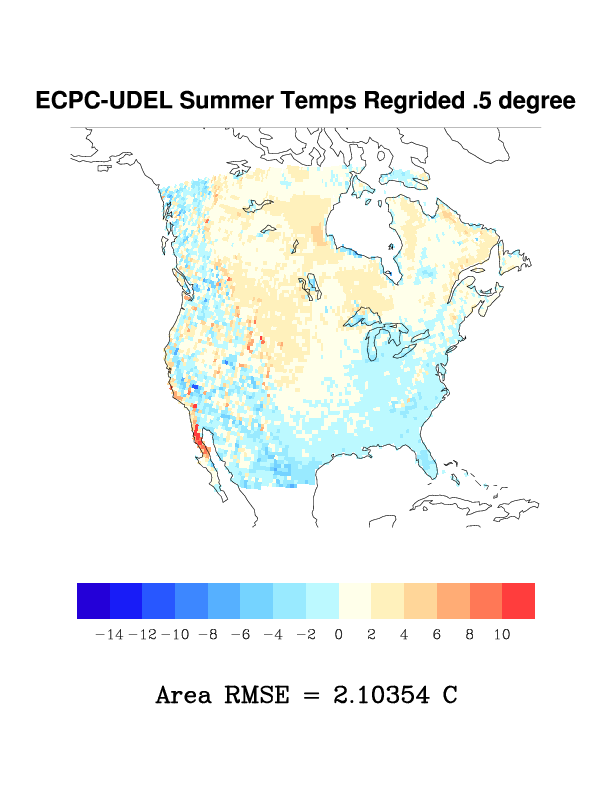 ECPC-UDEL Summer Temps Regrided .5 degree
−14 −12 −10 −8 −6 −4 −2 0 2 4 6 8 10
Area RMSE = 2.10354 C